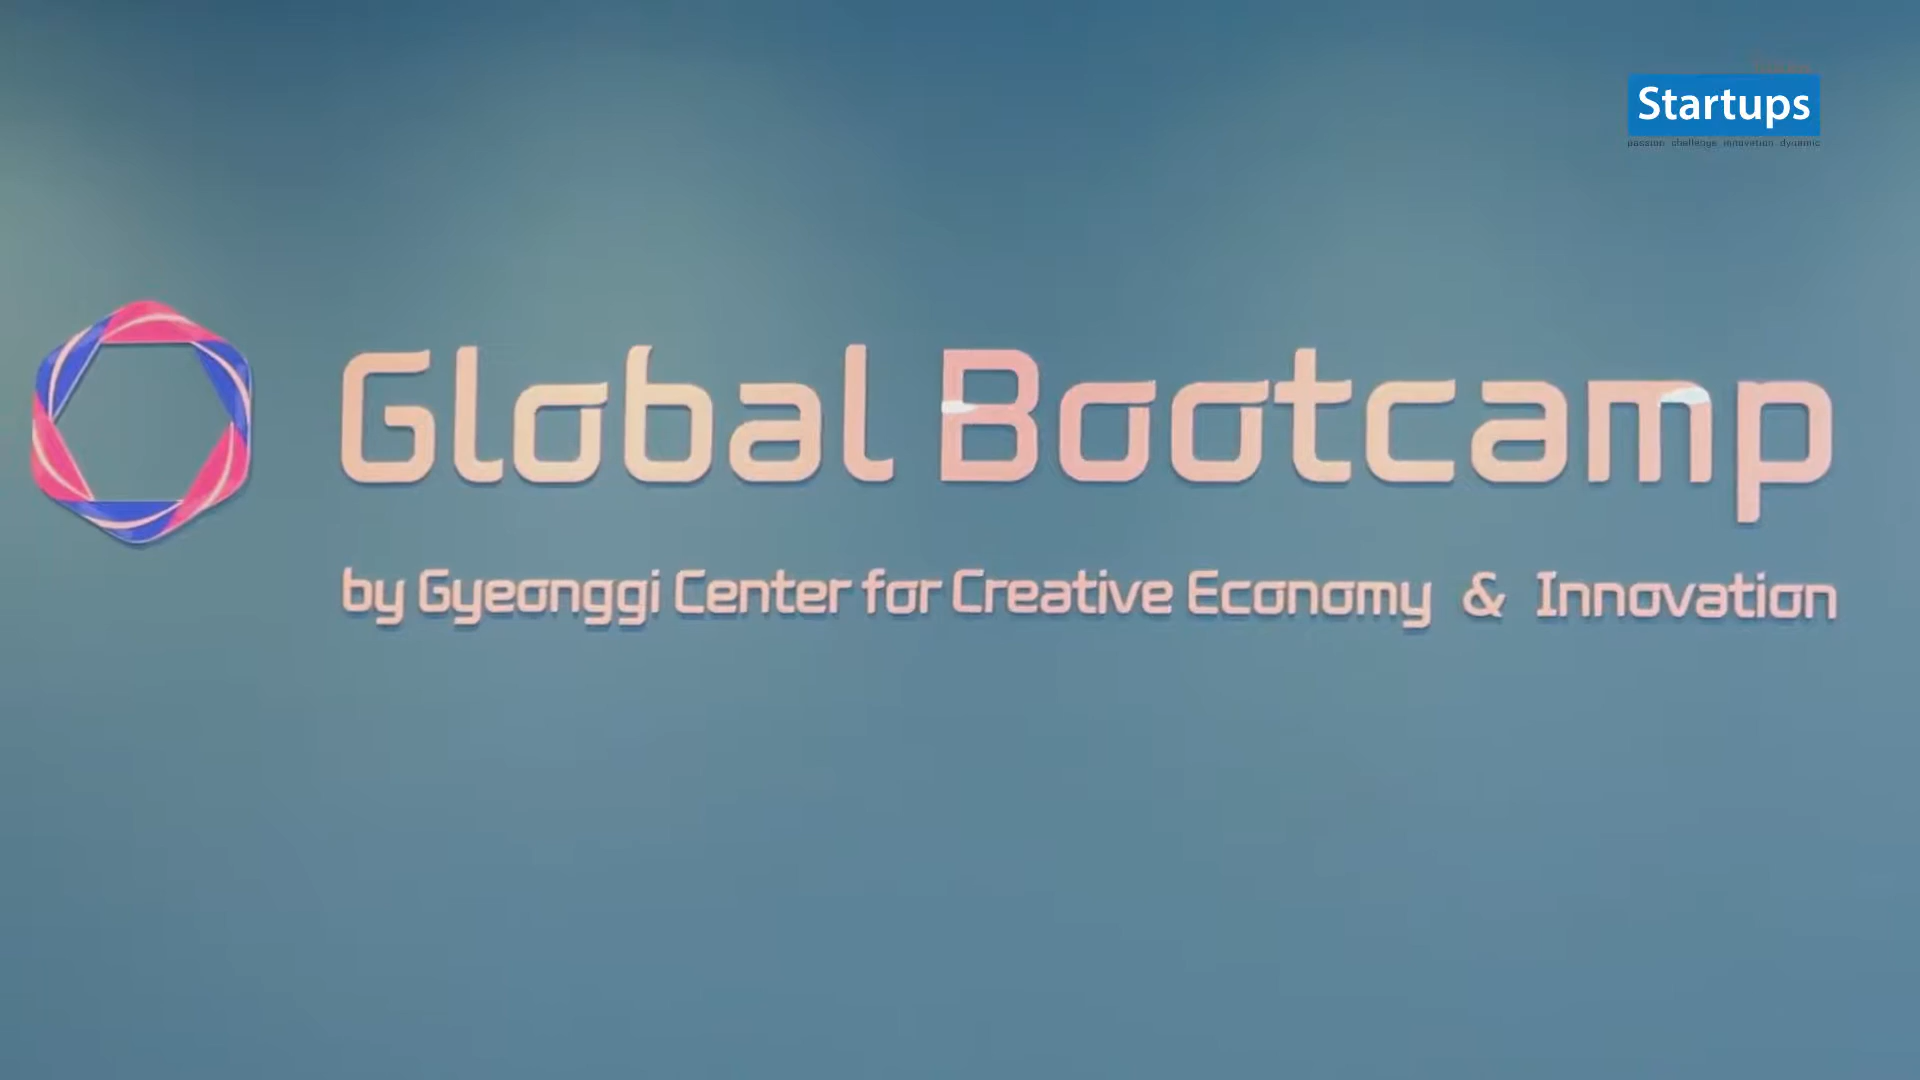 Startups
passion challenge innovation dynamic
Global Bootcamp
by Gyeonggi Center for Creative Economy & Innovation